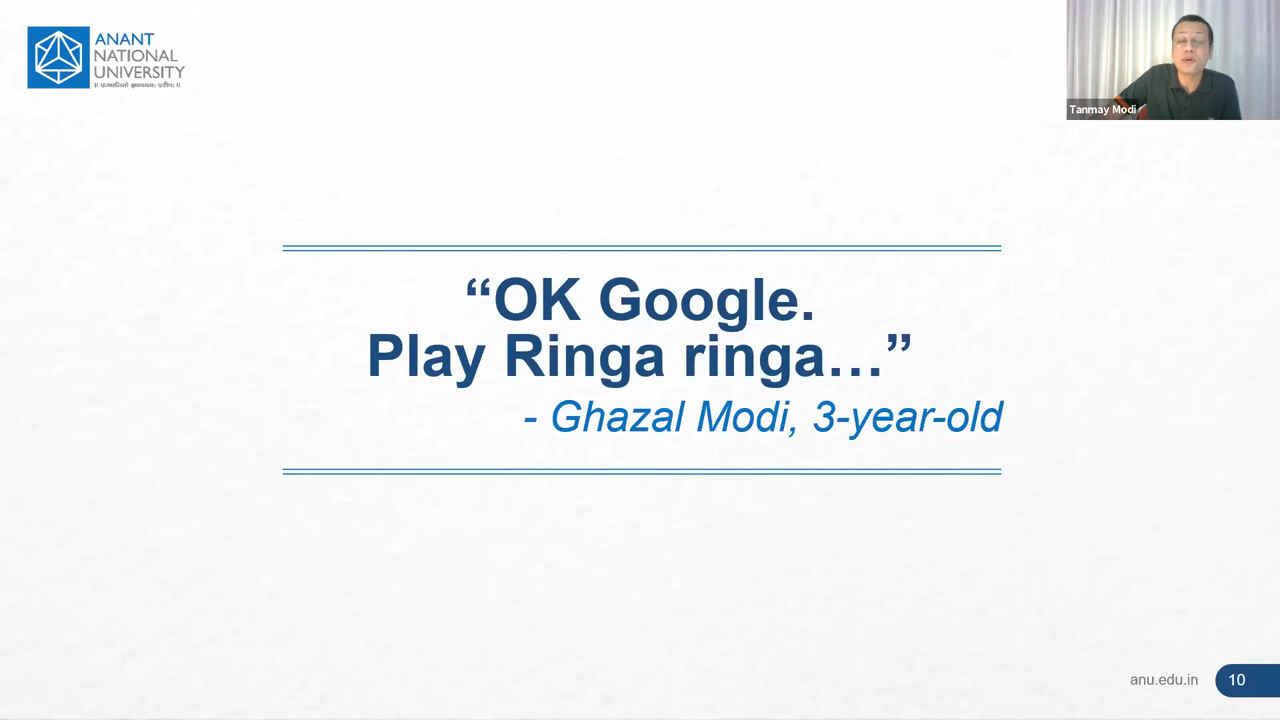 ANANT
NATIONAL
UNIVERSITY
Tanmay Modi
“OK Google.
Play Ringa ringa…”
- Ghazal Modi, 3-year-old
anu.edu.in
10